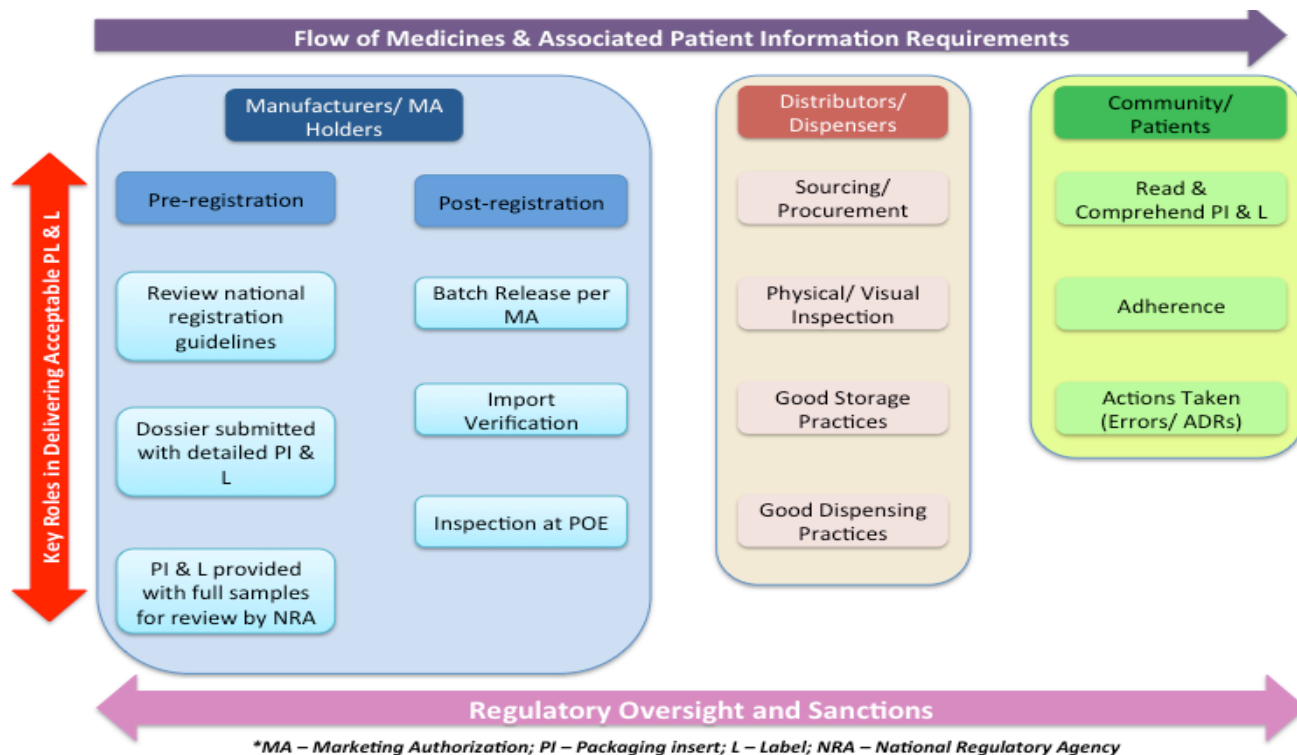 Flow of Medicines & Associated Patient Information Requirements
Key Roles in Delivering Acceptable PL & L
Manufacturers/ MA
Holders
Pre-registration
Review national
registration
guidelines
Dossier submitted
with detailed PI &
L
PI & L provided
with full samples
for review by NRA
Post-registration
Batch Release per
MA
Import
Verification
Inspection at POE
Distributors/
Dispensers
Sourcing/
Procurement
Physical/ Visual
Inspection
Good Storage
Practices
Good Dispensing
Practices
Community/
Patients
Read &
Comprehend PI & L
Adherence
Actions Taken
(Errors/ ADRs)
Regulatory Oversight and Sanctions
*MA – Marketing Authorization; PI – Packaging insert; L – Label; NRA – National Regulatory Agency